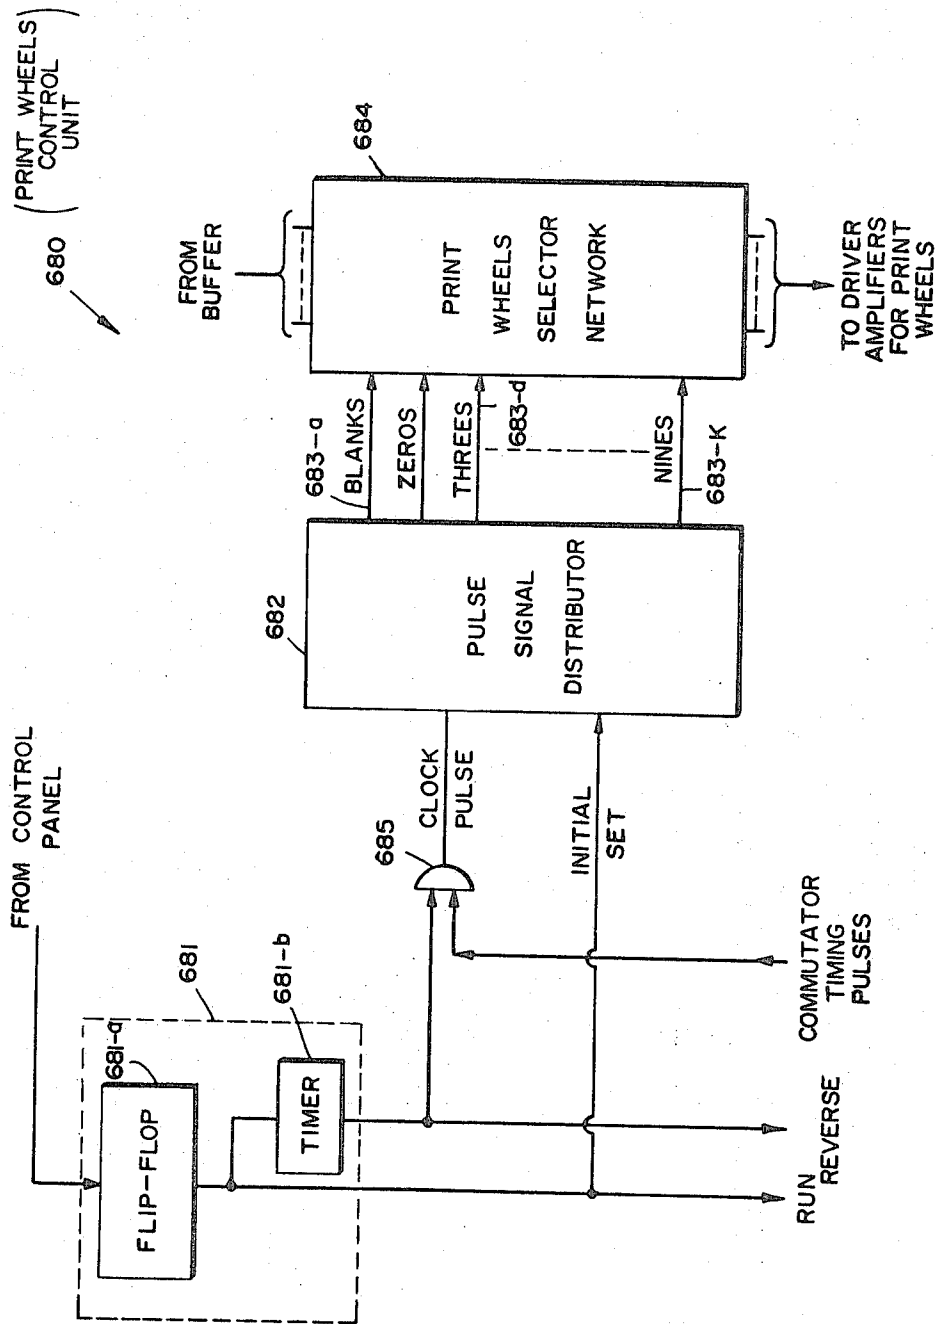 680
(PRINT WHEELS
CONTROL
UNIT)
FROM CONTROL
PANEL
681
681-a
FLIP-FLOP
681-b
TIMER
RUN
REVERSE
COMMUTATOR
TIMING
PULSES
685
CLOCK
PULSE
INITIAL
SET
682
PULSE
SIGNAL
DISTRIBUTOR
683-a
BLANKS
ZEROS
THREES
683-d
NINES
683-K
FROM
BUFFER
684
PRINT
WHEELS
SELECTOR
NETWORK
TO DRIVER
AMPLIFIERS
FOR PRINT
WHEELS